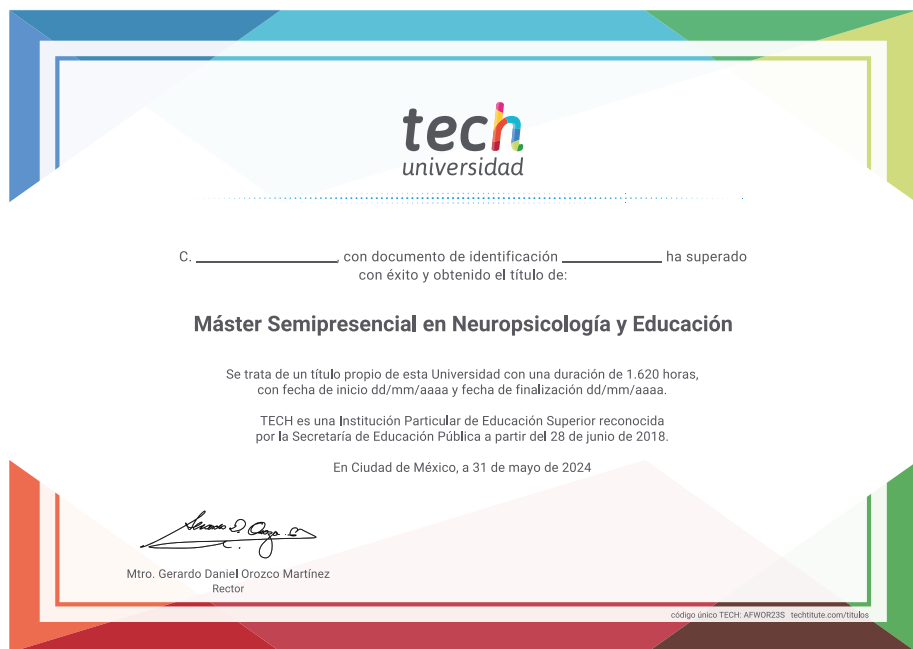 tech
universidad
C. ____________________, con documento de identificación ______________ ha superado
con éxito y obtenido el título de:
Máster Semipresencial en Neuropsicología y Educación
Se trata de un título propio de esta Universidad con una duración de 1.620 horas,
con fecha de inicio dd/mm/aaaa y fecha de finalización dd/mm/aaaa.
TECH es una Institución Particular de Educación Superior reconocida
por la Secretaría de Educación Pública a partir del 28 de junio de 2018.
En Ciudad de México, a 31 de mayo de 2024
Mtro. Gerardo Daniel Orozco Martínez
Rector
código único TECH: AFWOR23S techtitute.com/titulos